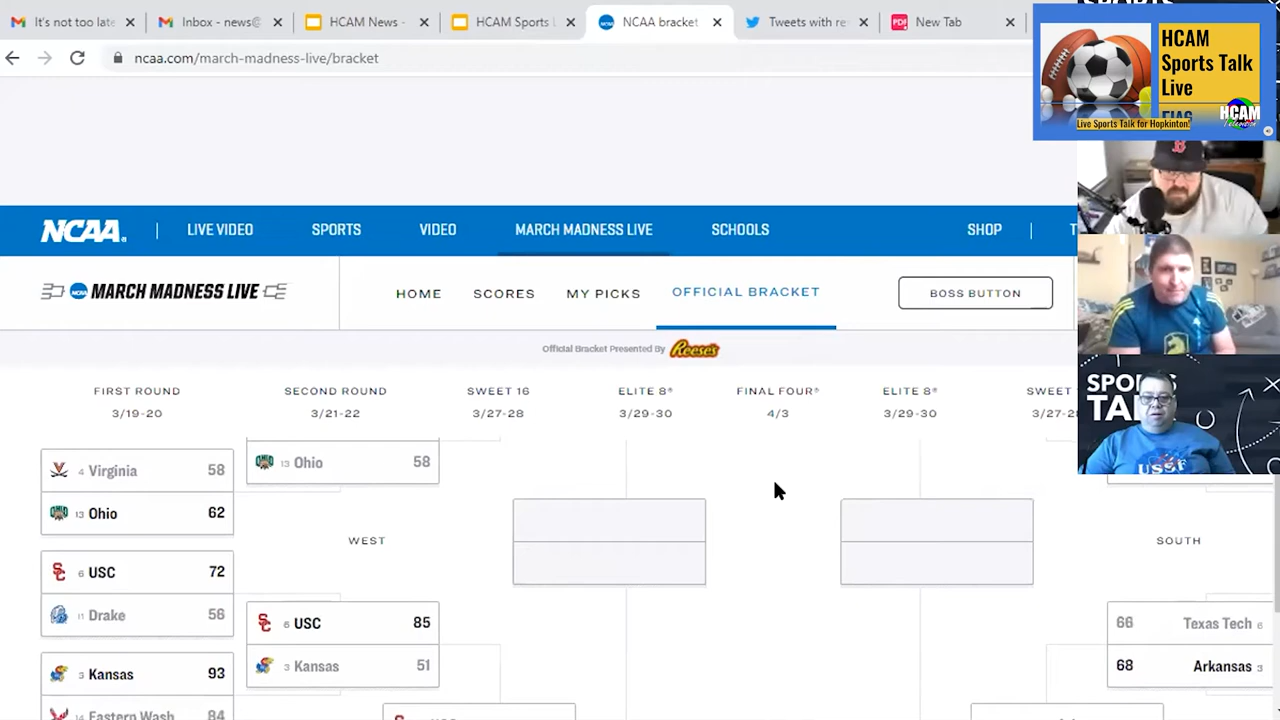 It's not too late
Inbox - news@
HCAM News -
HCAM Sports
NCAA bracket
Tweets with re
New Tab
ncaa.com/march-madness-live/bracket
HCAM
Sports Talk
Live
HCAM
Live Sports Talk for Hopkinton!
NCAA
LIVE VIDEO
SPORTS
VIDEO
MARCH MADNESS LIVE
SCHOOLS
SHOP
MARCH MADNESS LIVE
HOME
SCORES
MY PICKS
OFFICIAL BRACKET
BOSS BUTTON
Official Bracket Presented By Reese's
FIRST ROUND
3/19-20
SECOND ROUND
3/21-22
SWEET 16
3/27-28
ELITE 8®
3/29-30
FINAL FOUR®
4/3
ELITE 8®
3/29-30
SWEET
3/27-28
SPORTS
TA
4 Virginia 58
13 Ohio 62
13 Ohio 58
WEST
SOUTH
6 USC 72
11 Drake 56
6 USC 85
3 Kansas 51
66 Texas Tech 6
68 Arkansas 3
3 Kansas 93
14 Eastern Wash 84